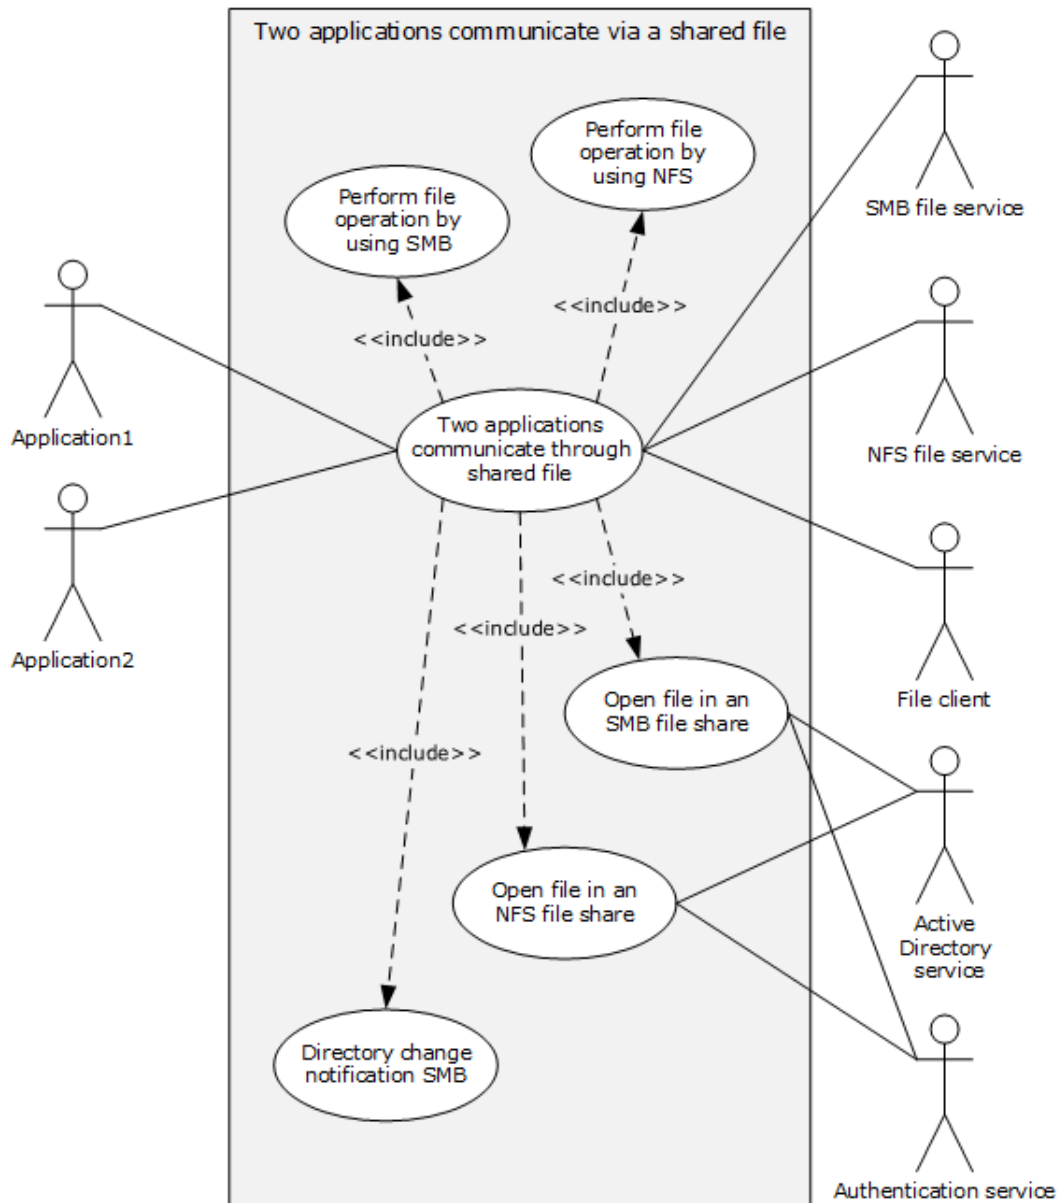 Two applications communicate via a shared file
Perform file
operation by
using NFS
Perform file
operation by
using SMB
SMB file service
<<include>>
<<include>>
Application1
Two applications
communicate through
shared file
NFS file service
<<include>>
<<include>>
Application2
Open file in an
SMB file share
File client
<<include>>
Open file in an
NFS file share
Active
Directory
service
Directory change
notification SMB
Authentication service